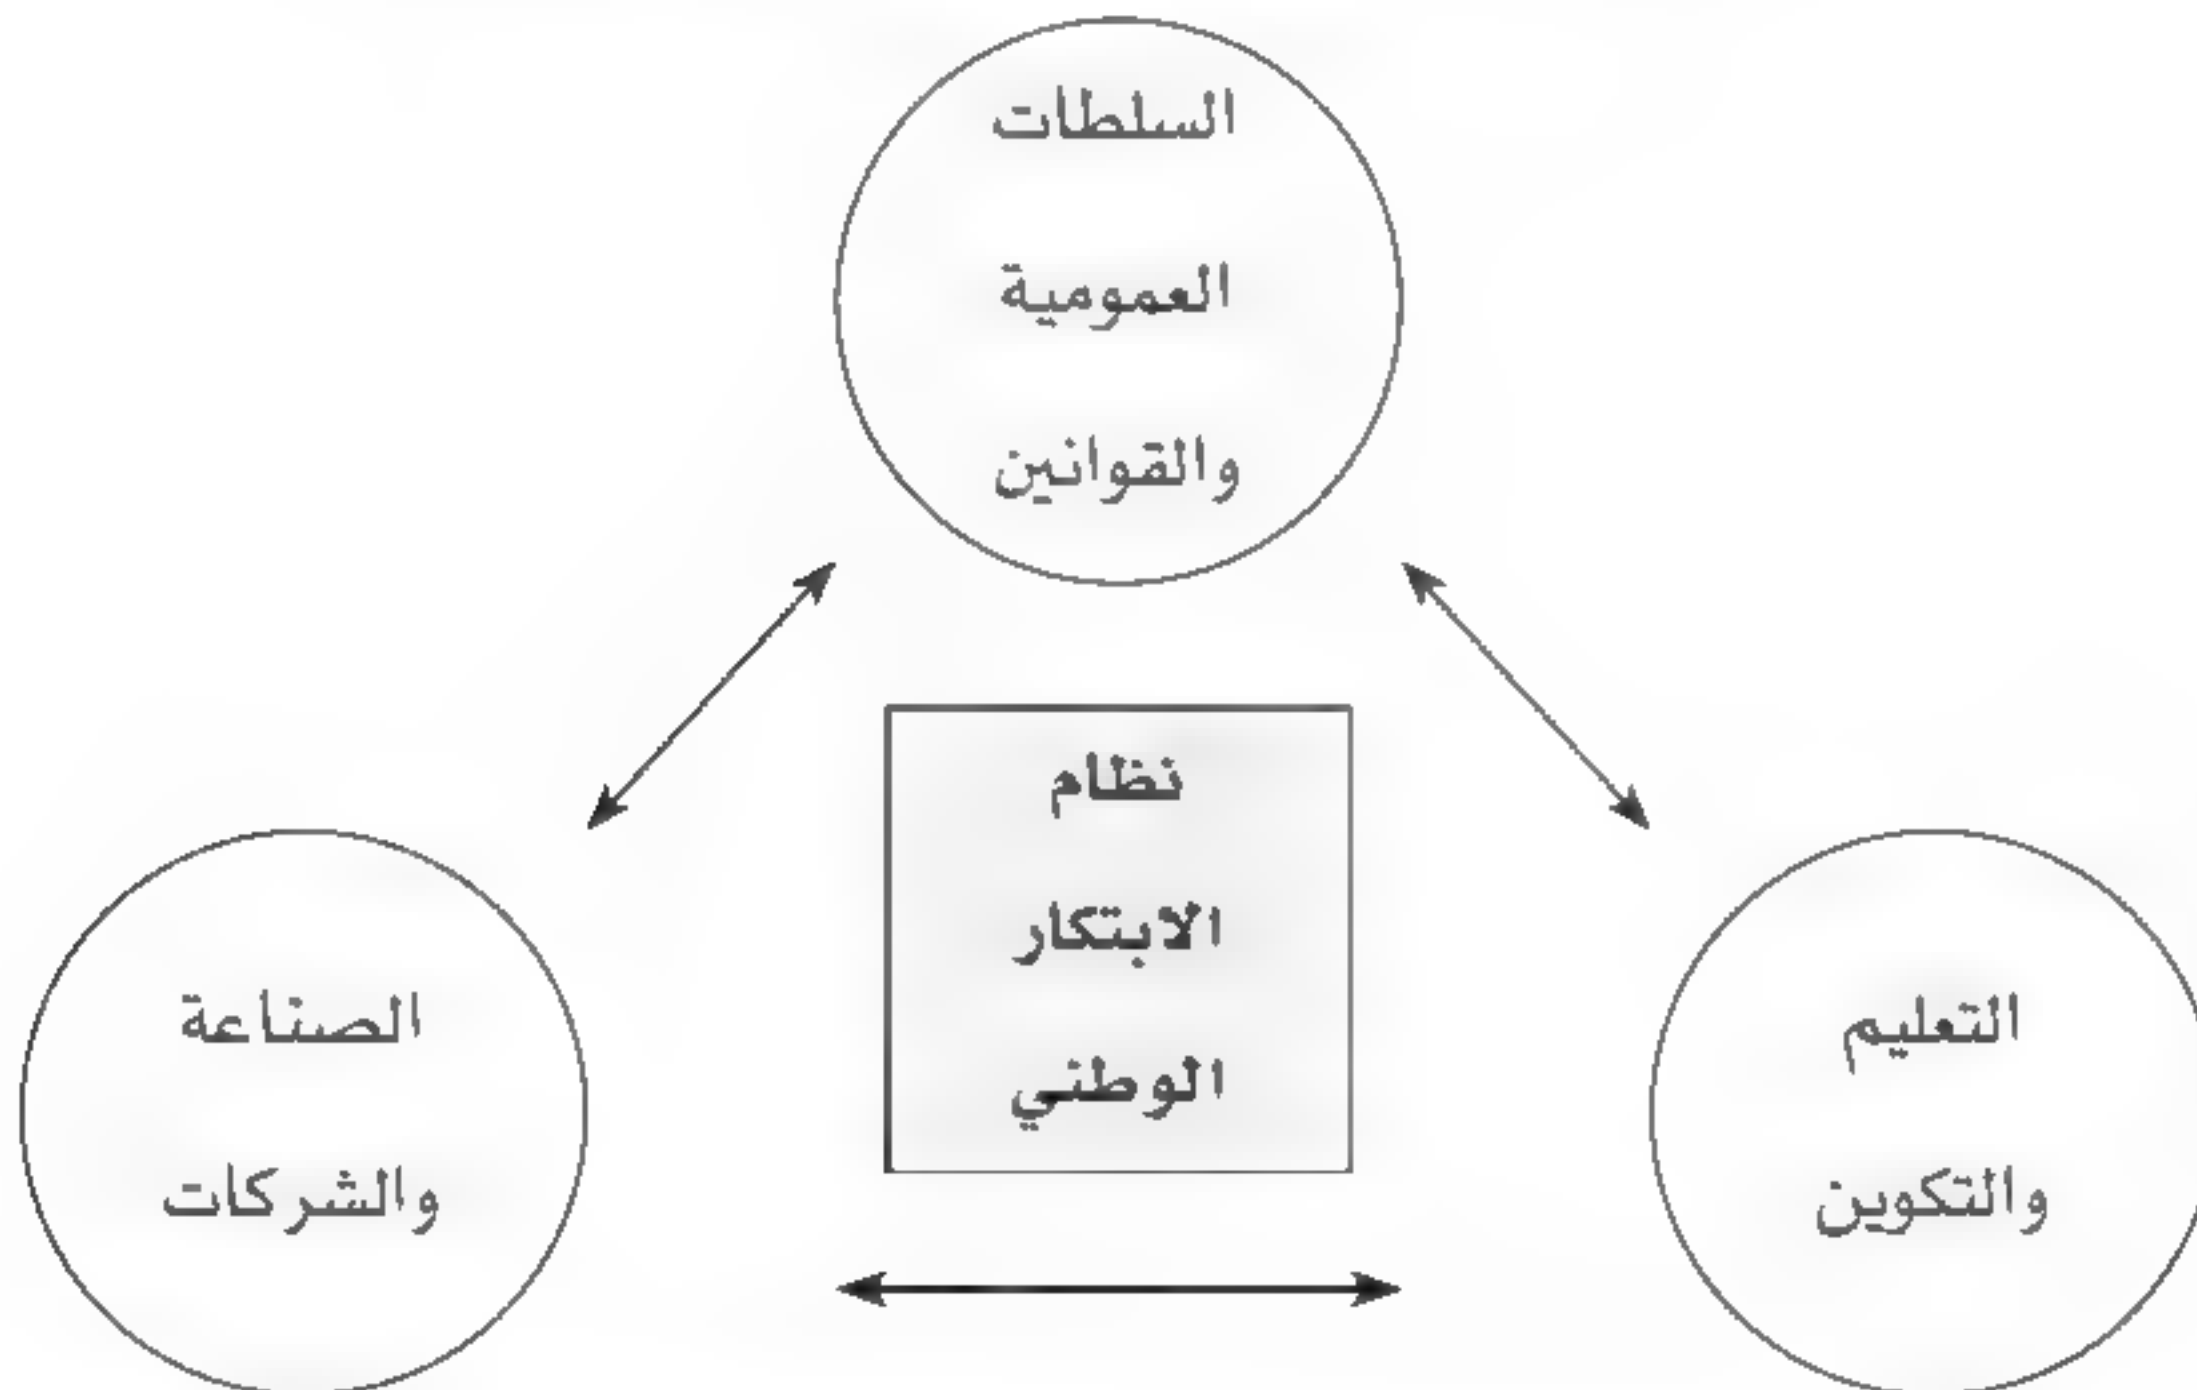 السلطات
العمومية
والقوانين
نظام
الابتكار
الوطني
التعليم
والتكوين
الصناعة
والشركات